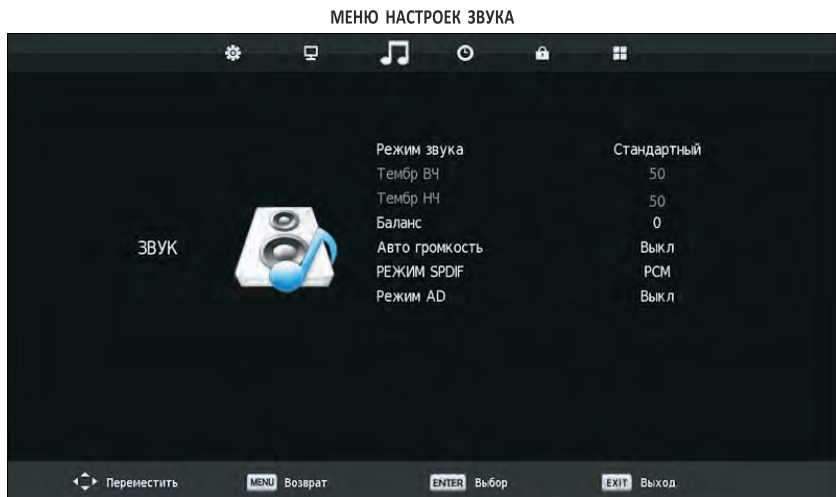 МЕНЮ НАСТРОЕК ЗВУКА
Режим звука Стандартный
Тембр ВЧ 50
Тембр НЧ 50
Баланс 0
ЗВУК Авто громкость Выкл
РЕЖИМ SPDIF PCM
Режим AD Выкл
Переместить MENU Возврат ENTER Выбор EXIT Выход